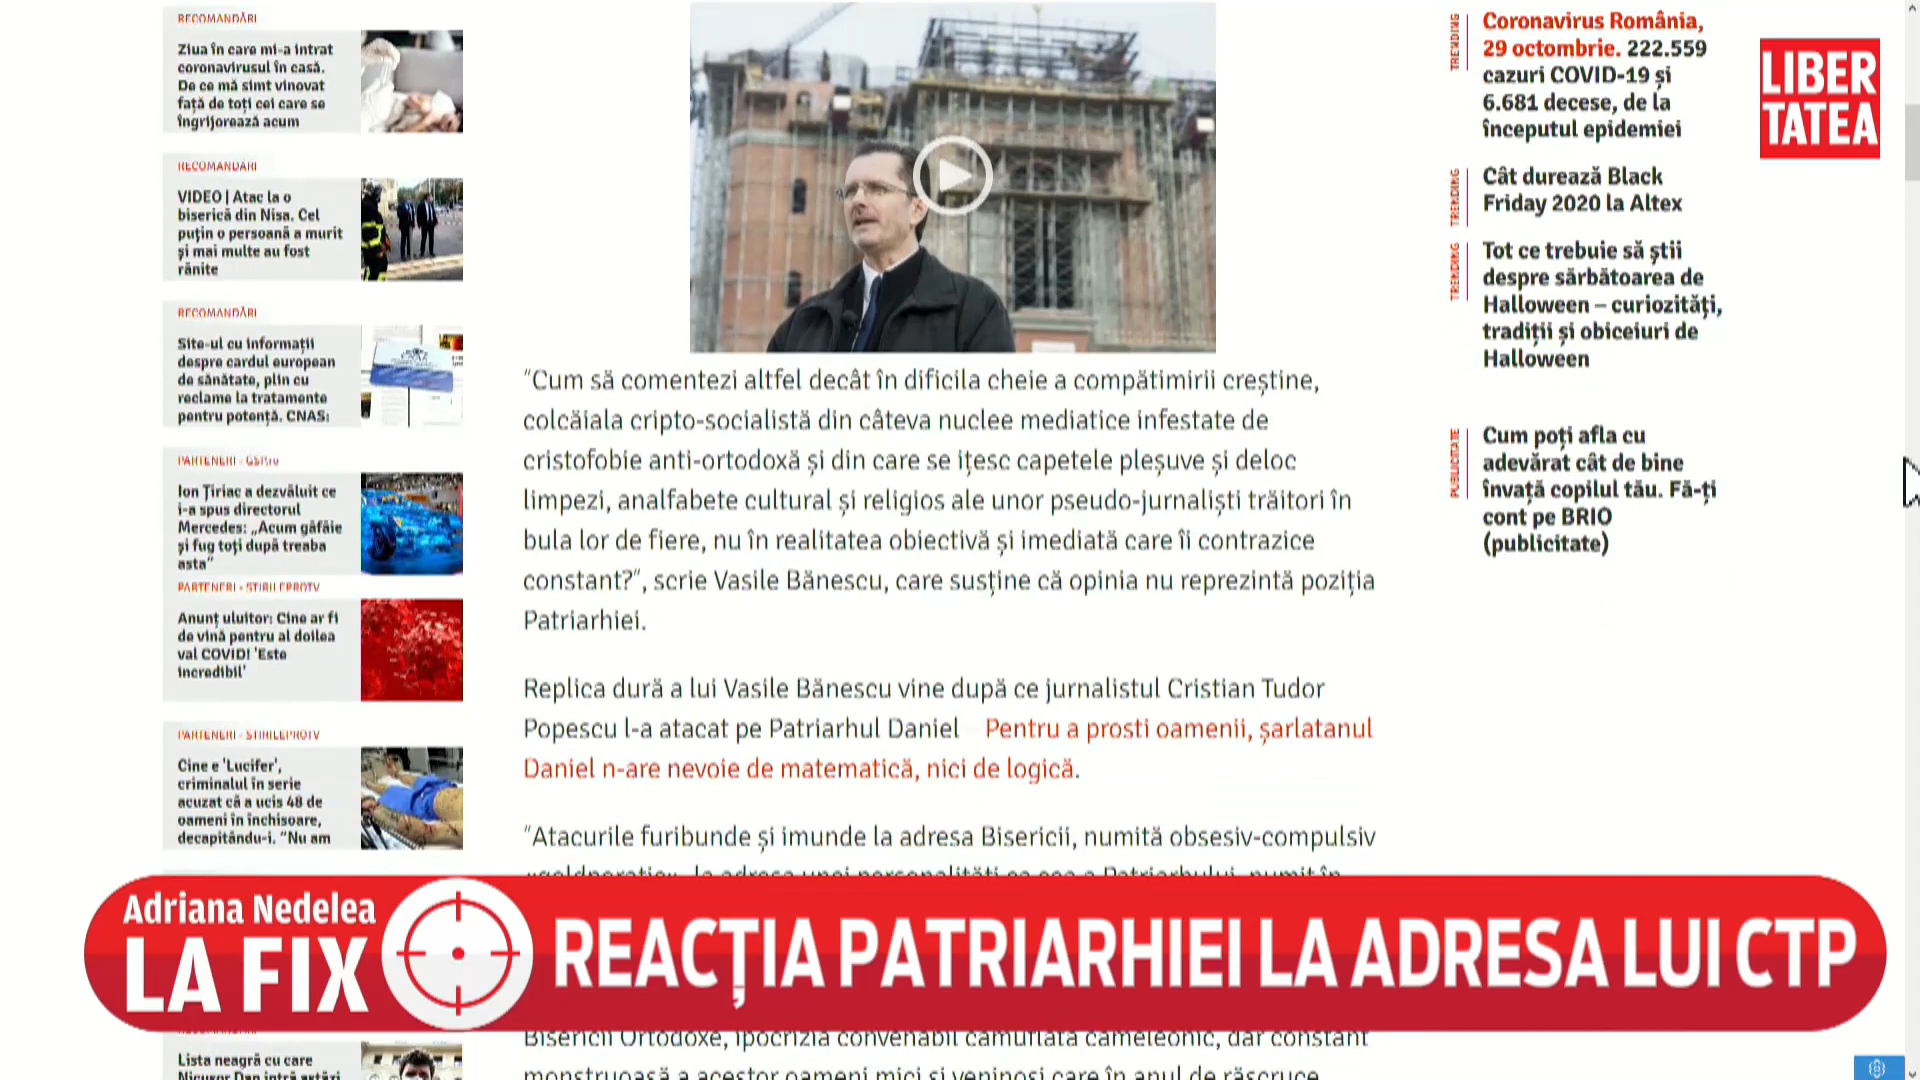 RECOMANDĂRI
Ziua în care mi-a intrat
coronavirusul în casă.
De ce mă simt vinovat
față de toți cei care se
îngrijorează acum
RECOMANDĂRI
VIDEO | Atac la o
biserică din Nisa. Cel
puțin o persoană a murit
și mai multe au fost
rănite
RECOMANDĂRI
Site-ul cu informații
despre cardul european
de sănătate, plin cu
reclame la tratamente
pentru potență. CNAS:
PARTENERI - GSP.ro
Ion Țiriac a dezvăluit ce
i-a spus directorul
Mercedes: „Acum gâfâie
și fug toți după treaba
asta”
PARTENERI - STIRILEPROTV
Anunț uluitor: Cine ar fi
de vină pentru al doilea
val COVID! 'Este
incredibil'
PARTENERI - STIRILEPROTV
Cine e 'Lucifer',
criminalul în serie
acuzat că a ucis 48 de
oameni în închisoare,
decapitându-i. “Nu am
Lista neagră cu care
Nicușor Dan intră astăzi
"Cum să comentezi altfel decât în dificila cheie a compătimirii creștine,
colcăiala cripto-socialistă din câteva nuclee mediatice infestate de
cristofobie anti-ortodoxă și din care se ițesc capetele pleșuve și deloc
limpezi, analfabete cultural și religios ale unor pseudo-jurnaliști trăitori în
bula lor de fiere, nu în realitatea obiectivă și imediată care îi contrazice
constant?", scrie Vasile Bănescu, care susține că opinia nu reprezintă poziția
Patriarhiei.
Replica dură a lui Vasile Bănescu vine după ce jurnalistul Cristian Tudor
Popescu l-a atacat pe Patriarhul Daniel Pentru a prosti oamenii, șarlatanul
Daniel n-are nevoie de matematică, nici de logică.
"Atacurile furibunde și imunde la adresa Bisericii, numită obsesiv-compulsiv
la adresa unei personalități ca cea a Patriarhului, numit în
Bisericii Ortodoxe, ipocrizia convenabil camuflată cameleonic, dar constant
monstruoasă a acestor oameni mici și veninoși care în anul de răscruce
TRENDING
Coronavirus România,
29 octombrie. 222.559
cazuri COVID-19 și
6.681 decese, de la
începutul epidemiei
TRENDING
Cât durează Black
Friday 2020 la Altex
TRENDING
Tot ce trebuie să știi
despre sărbătoarea de
Halloween – curiozități,
tradiții și obiceiuri de
Halloween
PUBLICITATE
Cum poți afla cu
adevărat cât de bine
învață copilul tău. Fă-ți
cont pe BRIO
(publicitate)
LIBER
TATEA
Adriana Nedelea
LA FIX
REACȚIA PATRIARHIEI LA ADRESA LUI CTP